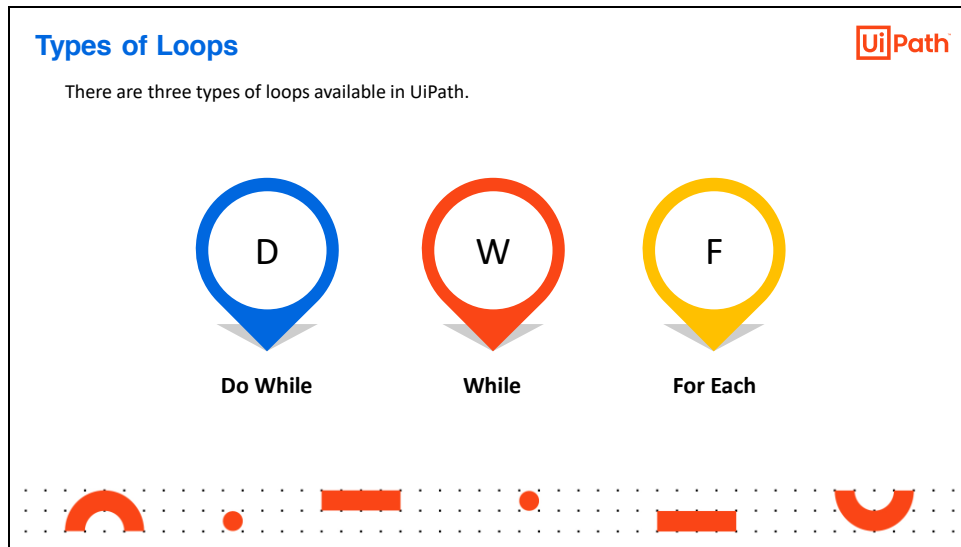 Types of Loops
UiPath
There are three types of loops available in UiPath.
D W F
Do While While For Each